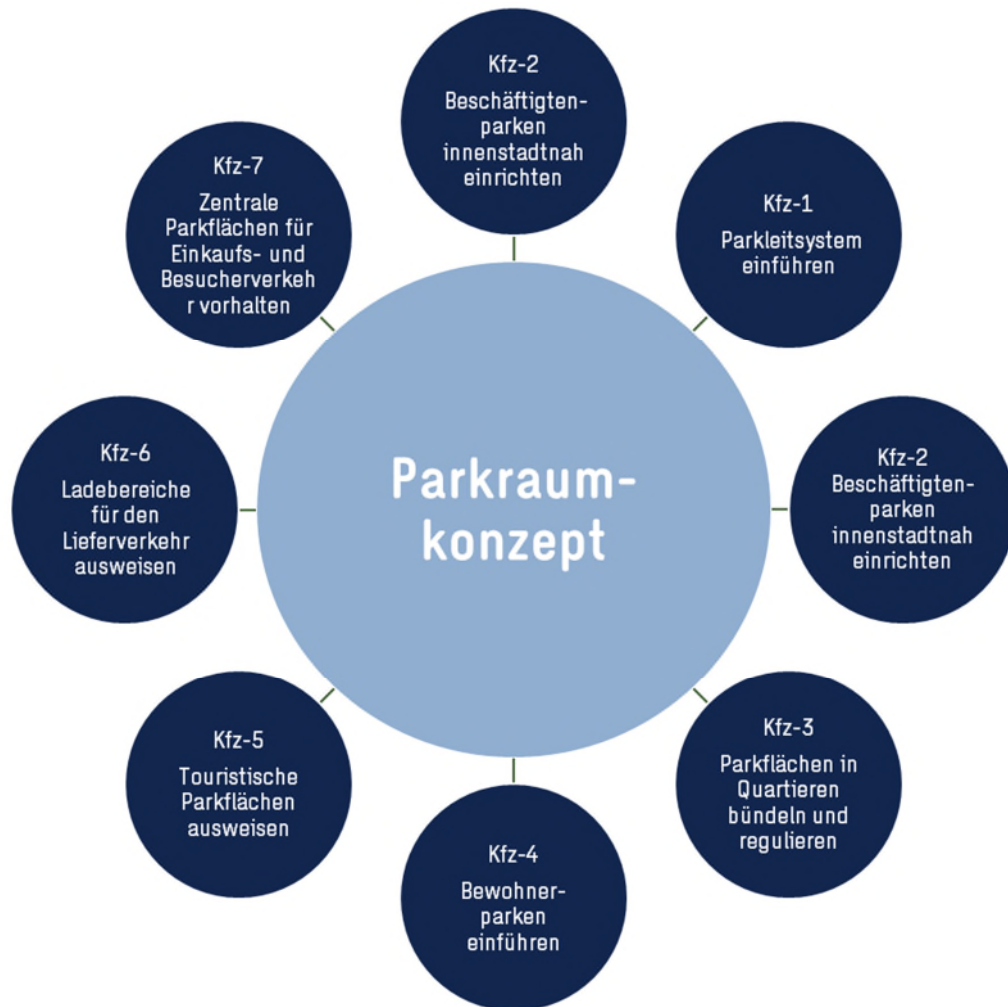 Kfz-2
Beschäftigten-
parken
innenstadtnah
einrichten
Kfz-1
Parkleitsystem
einführen
Kfz-2
Beschäftigten-
parken
innenstadtnah
einrichten
Kfz-3
Parkflächen in
Quartieren
bündeln und
regulieren
Kfz-4
Bewohner-
parken
einführen
Kfz-5
Touristische
Parkflächen
ausweisen
Kfz-6
Ladebereiche
für den
Lieferverkehr
ausweisen
Kfz-7
Zentrale
Parkflächen für
Einkaufs- und
Besucherverkeh
r vorhalten
Parkraum-
konzept